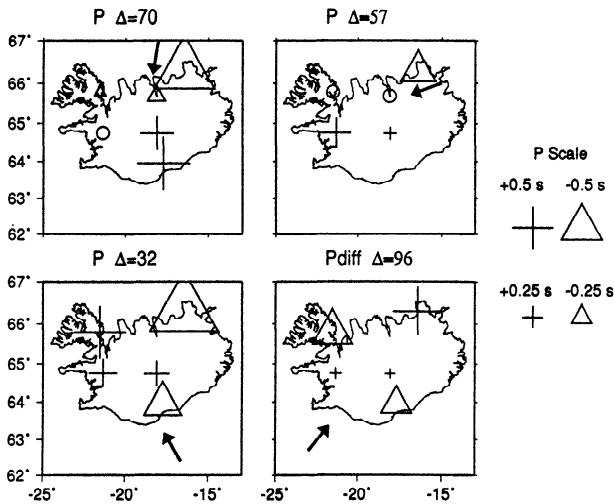 P Δ=70
P Δ=57
67°
66°
65°
64°
63°
62°
P Scale
+0.5 s -0.5 s
+0.25 s -0.25 s
P Δ=32
Pdiff Δ=96
67°
66°
65°
64°
63°
62°
-25° -20° -15° -25° -20° -15°